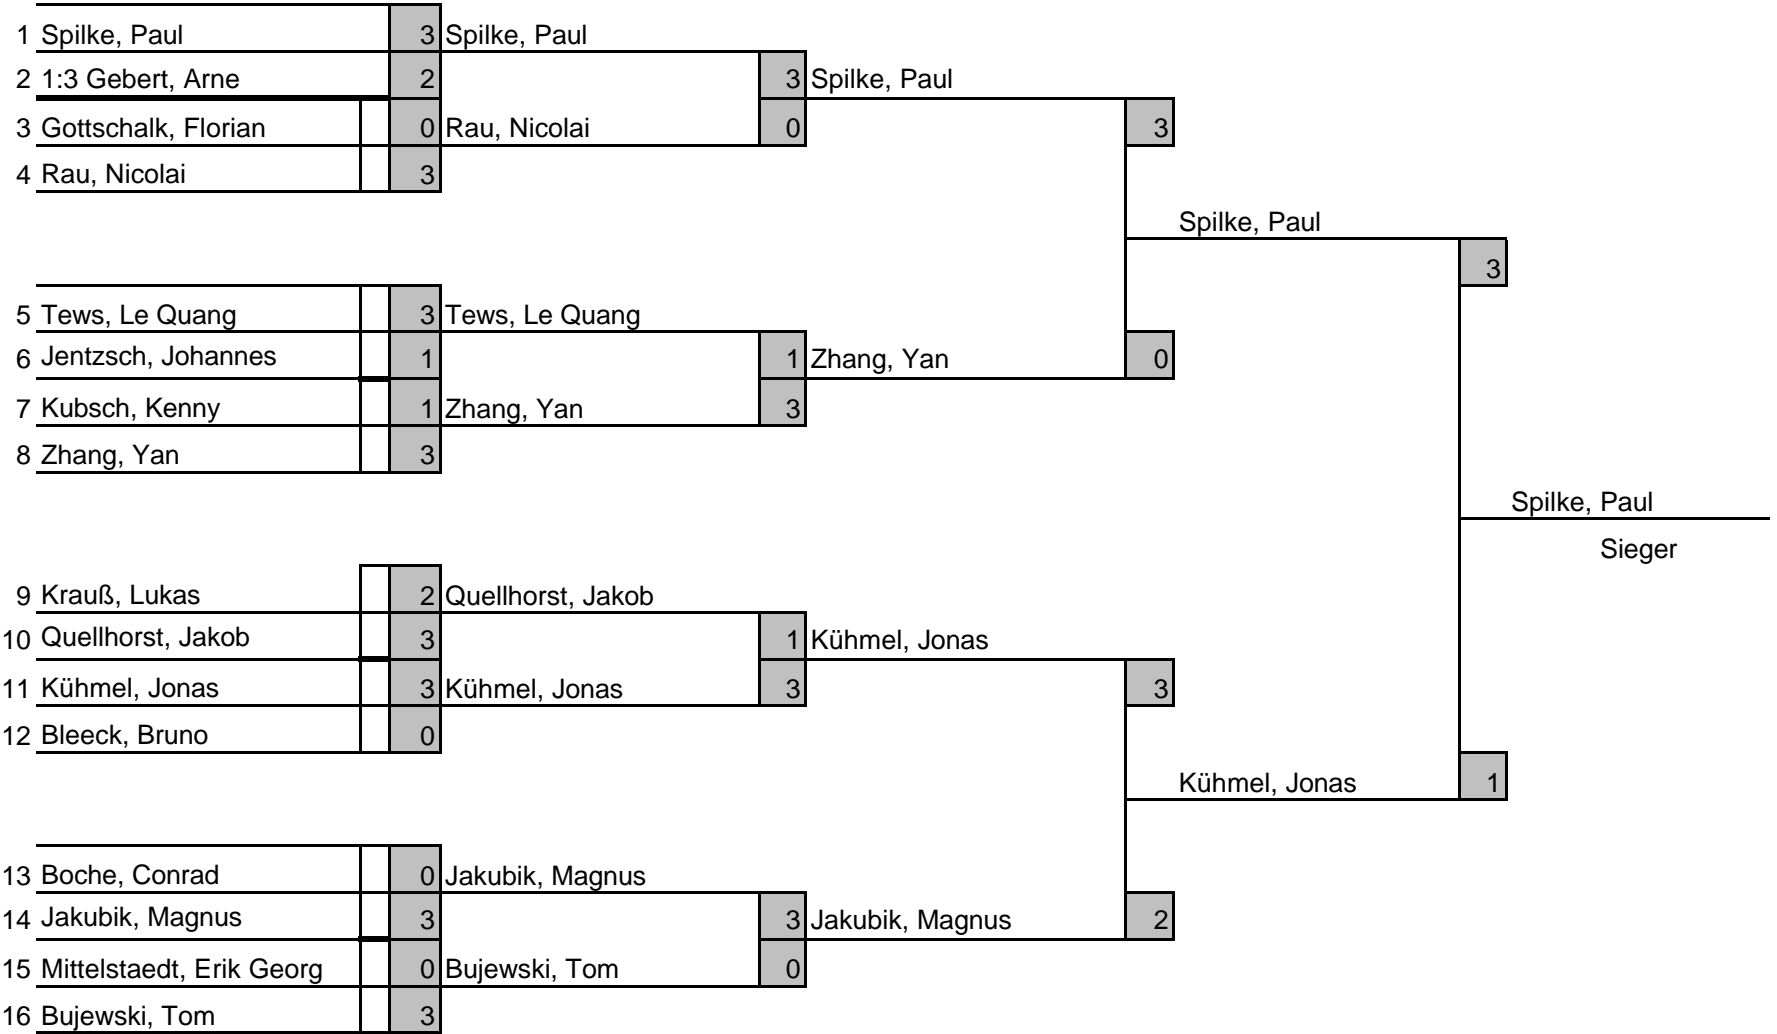 1 Spilke, Paul 3 Spilke, Paul
2 1:3 Gebert, Arne 2 3 Spilke, Paul
3 Gottschalk, Florian 0 Rau, Nicolai 0 3
4 Rau, Nicolai 3
Spilke, Paul
3
5 Tews, Le Quang 3 Tews, Le Quang
6 Jentzsch, Johannes 1 1 Zhang, Yan 0
7 Kubsch, Kenny 1 Zhang, Yan 3
8 Zhang, Yan 3
Spilke, Paul
Sieger
9 Krauß, Lukas 2 Quellhorst, Jakob
10 Quellhorst, Jakob 3 1 Kühmel, Jonas
11 Kühmel, Jonas 3 Kühmel, Jonas 3 3
12 Bleeck, Bruno 0
Kühmel, Jonas 1
13 Boche, Conrad 0 Jakubik, Magnus
14 Jakubik, Magnus 3 3 Jakubik, Magnus 2
15 Mittelstaedt, Erik Georg 0 Bujewski, Tom 0
16 Bujewski, Tom 3